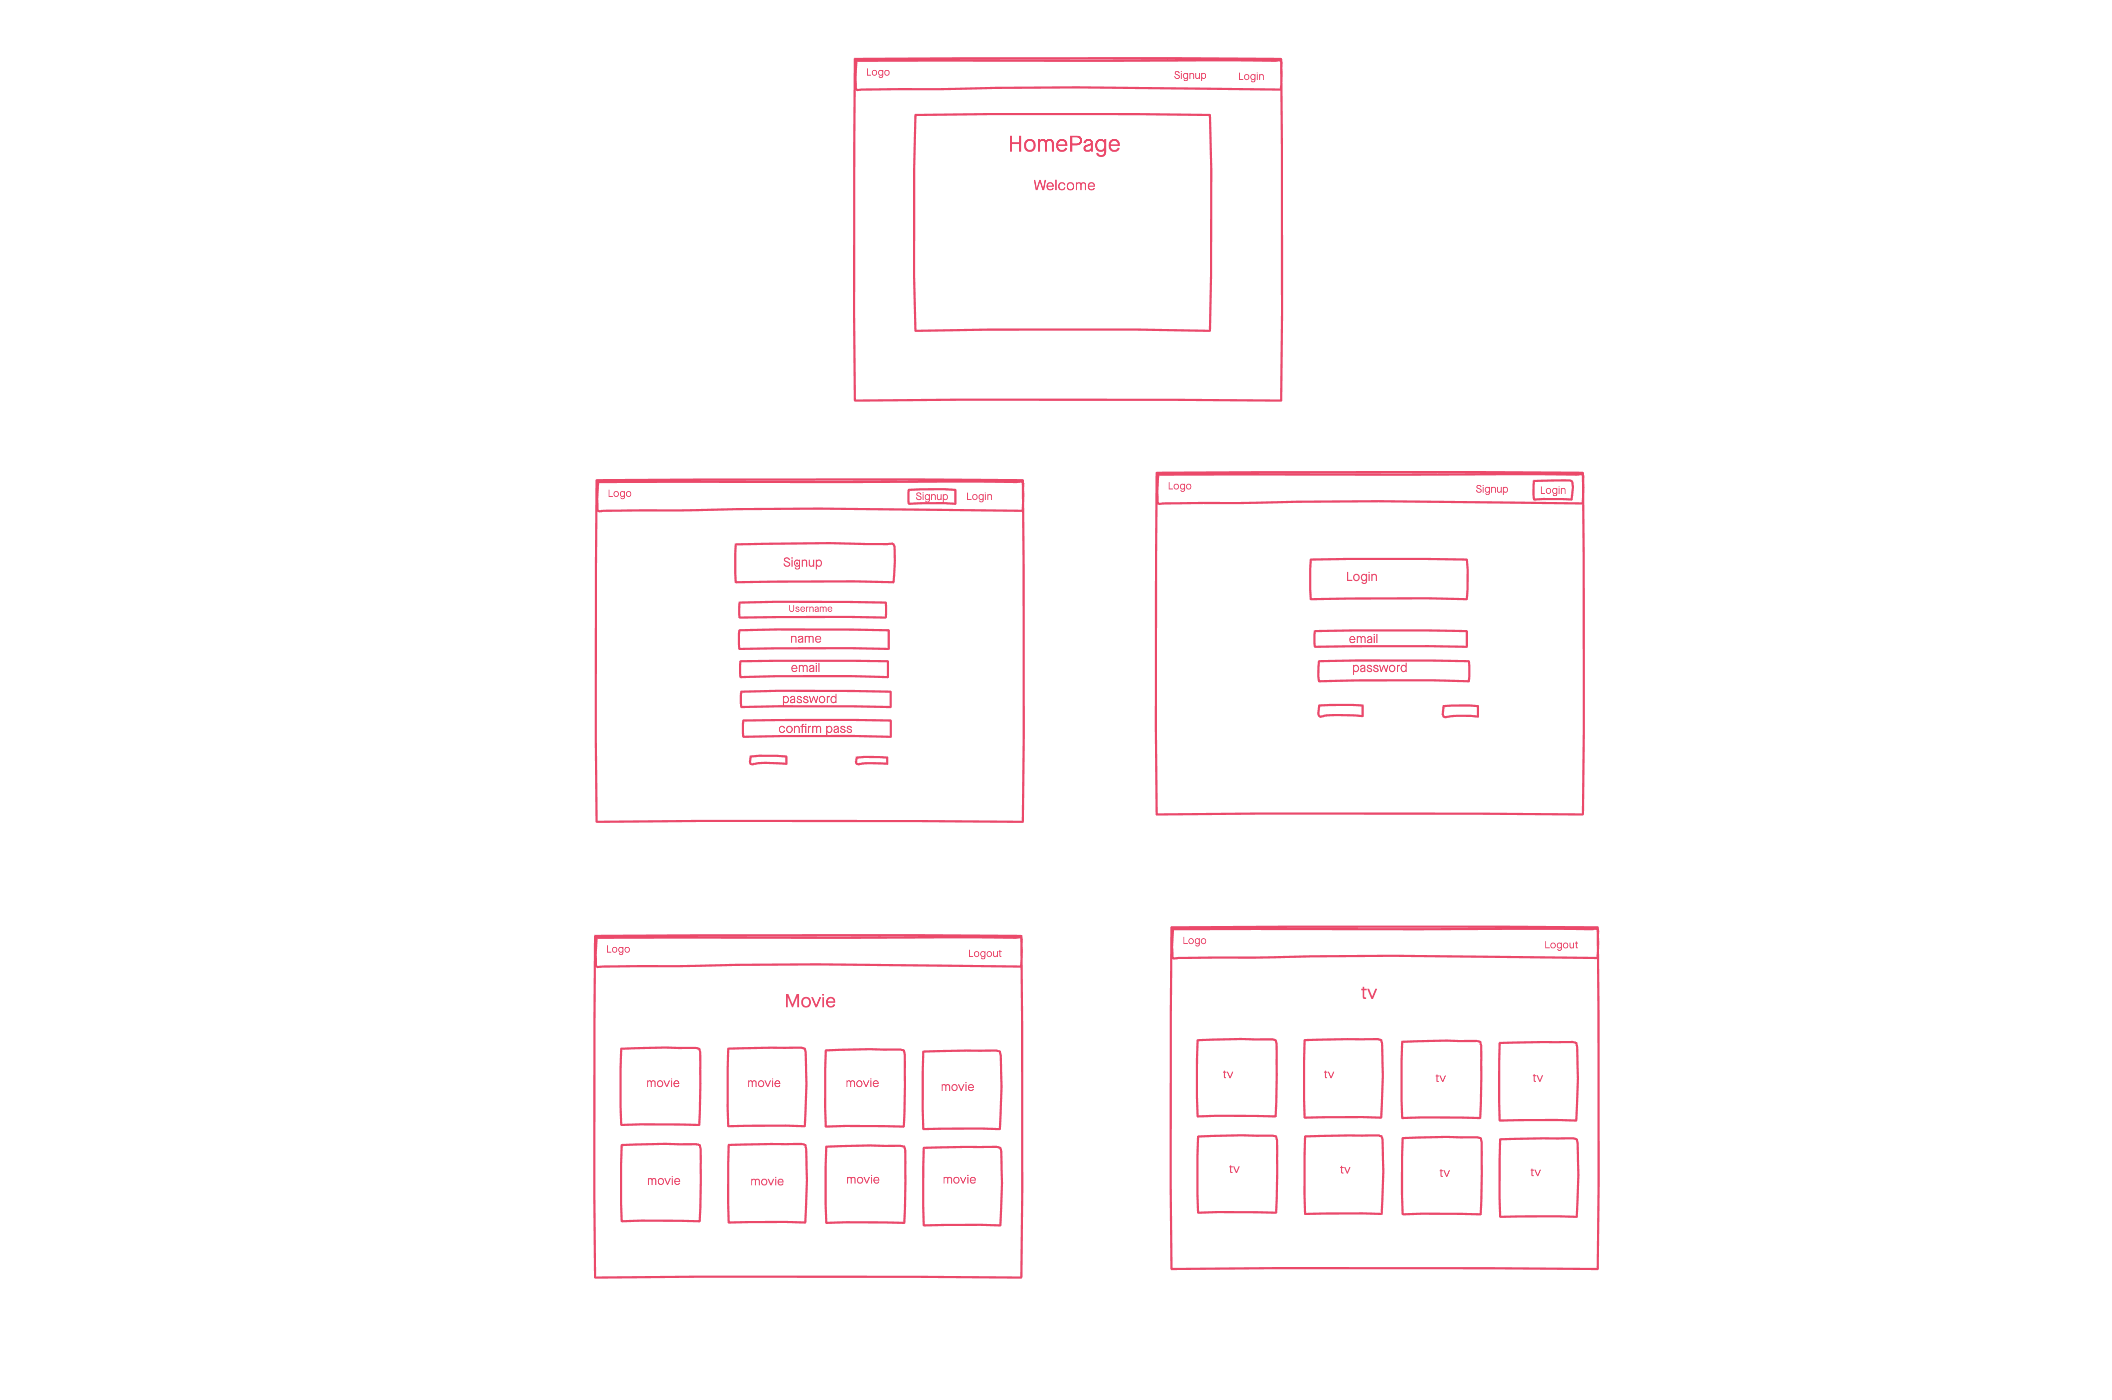 Logo
Signup Login
HomePage
Welcome
Logo
Signup Login
Signup
Username
name
email
password
confirm pass
Logo
Signup Login
Login
email
password
Logo
Logout
Movie
movie movie movie movie
movie movie movie movie
Logo
Logout
tv
tv tv tv tv
tv tv tv tv